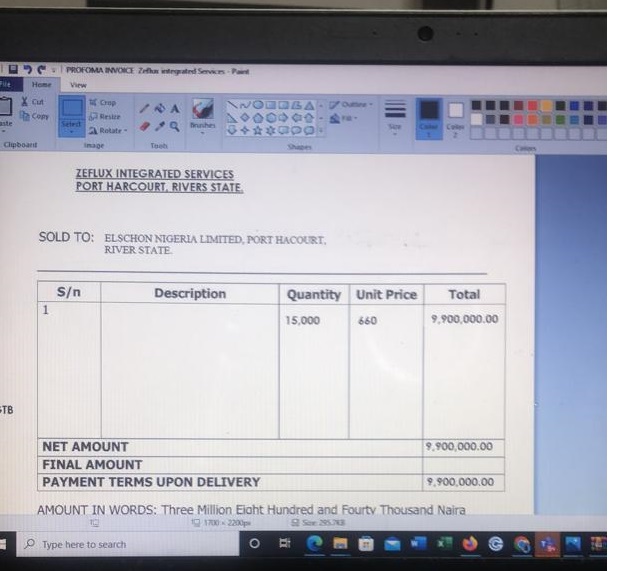 PROFOMA INVOICE Zeflux integrated Services - Paint
File Home View
Cut
Copy
Select
Crop
Resize
Rotate
Brushes
Outline
Fill
Size
Color 1
Color 2
Clipboard Image Tools Shapes Colors
ZEFLUX INTEGRATED SERVICES
PORT HARCOURT, RIVERS STATE.
SOLD TO: ELSCHON NIGERIA LIMITED, PORT HACOURT,
RIVER STATE.
S/n Description Quantity Unit Price Total
1 15,000 660 9,900,000.00
STB
NET AMOUNT 9,900,000.00
FINAL AMOUNT
PAYMENT TERMS UPON DELIVERY 9,900,000.00
AMOUNT IN WORDS: Three Million Eight Hundred and Fourty Thousand Naira
1700 × 2200px Size: 295.7KB
Type here to search